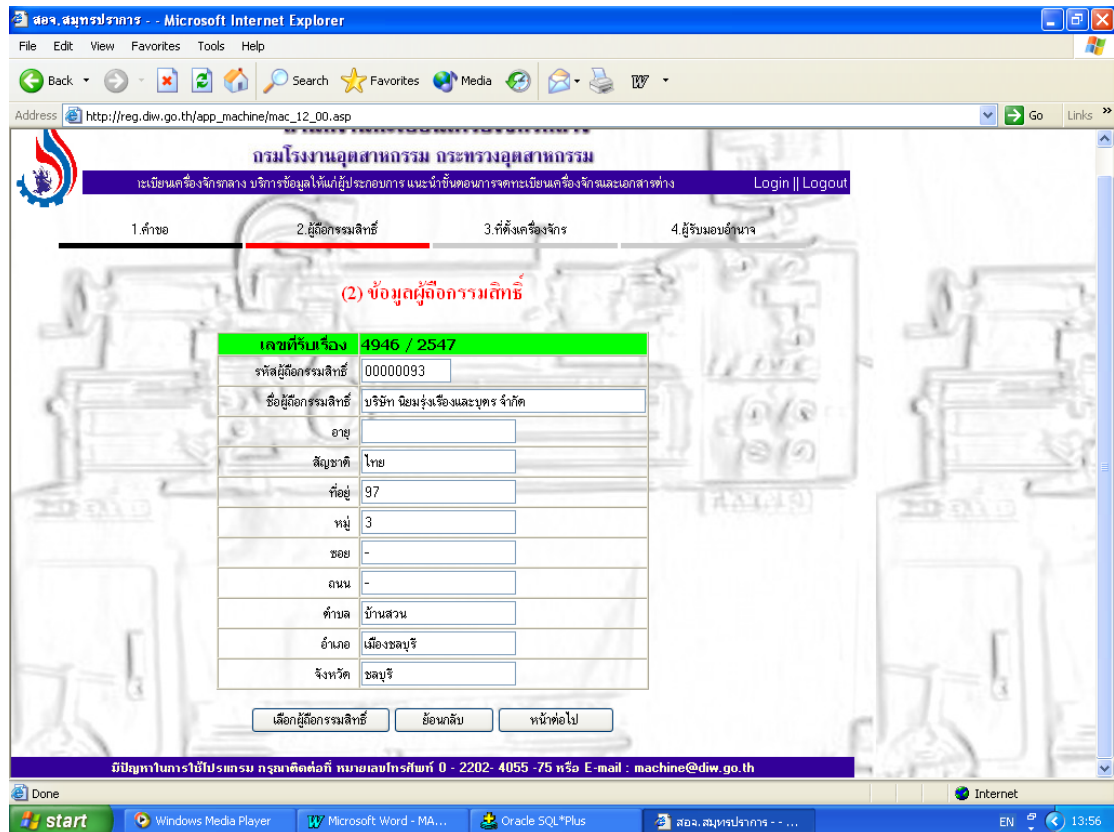 สอจ.สมุทรปราการ - - Microsoft Internet Explorer
File Edit View Favorites Tools Help
Back Search Favorites Media
Address http://reg.diw.go.th/app_machine/mac_12_00.asp Go Links »
กรมโรงงานอุตสาหกรรม กระทรวงอุตสาหกรรม
ะเบียนเครื่องจักรกลาง บริการข้อมูลให้แก่ผู้ประกอบการ แนะนำขั้นตอนการจดทะเบียนเครื่องจักรและเอกสารต่าง Login || Logout
1.คำขอ 2.ผู้ถือกรรมสิทธิ์ 3.ที่ตั้งเครื่องจักร 4.ผู้รับมอบอำนาจ
(2) ข้อมูลผู้ถือกรรมสิทธิ์
เลขที่รับเรื่อง 4946 / 2547
รหัสผู้ถือกรรมสิทธิ์ 00000093
ชื่อผู้ถือกรรมสิทธิ์ บริษัท นิยมรุ่งเรืองและบุตร จำกัด
อายุ
สัญชาติ ไทย
ที่อยู่ 97
หมู่ 3
ซอย -
ถนน -
ตำบล บ้านสวน
อำเภอ เมืองชลบุรี
จังหวัด ชลบุรี
เลือกผู้ถือกรรมสิทธิ์ ย้อนกลับ หน้าต่อไป
มีปัญหาในการใช้โปรแกรม กรุณาติดต่อที่ หมายเลขโทรศัพท์ 0 - 2202- 4055 -75 หรือ E-mail : machine@diw.go.th
Done Internet
start Windows Media Player Microsoft Word - MA... Oracle SQL*Plus สอจ.สมุทรปราการ - - ... EN 13:56